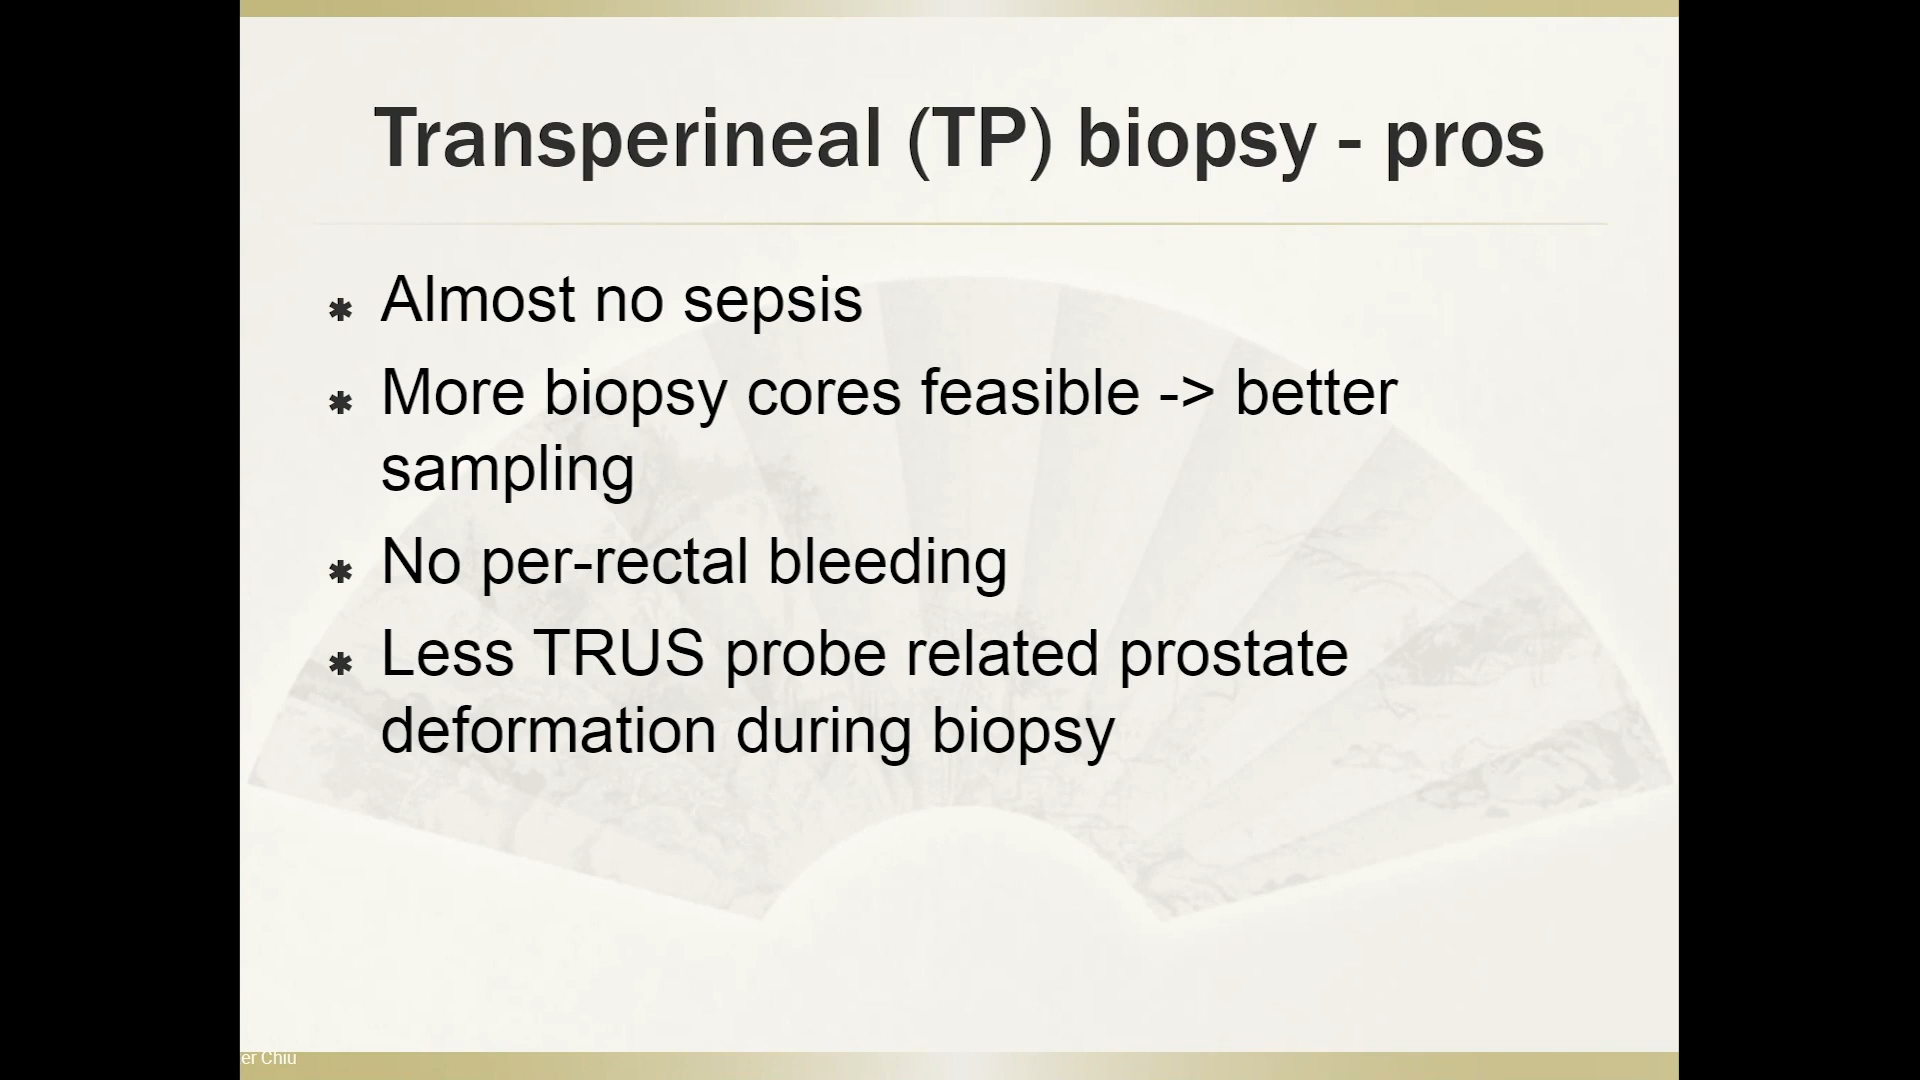 Transperineal (TP) biopsy - pros
✱ Almost no sepsis
✱ More biopsy cores feasible -> better
sampling
✱ No per-rectal bleeding
✱ Less TRUS probe related prostate
deformation during biopsy
er Chiu